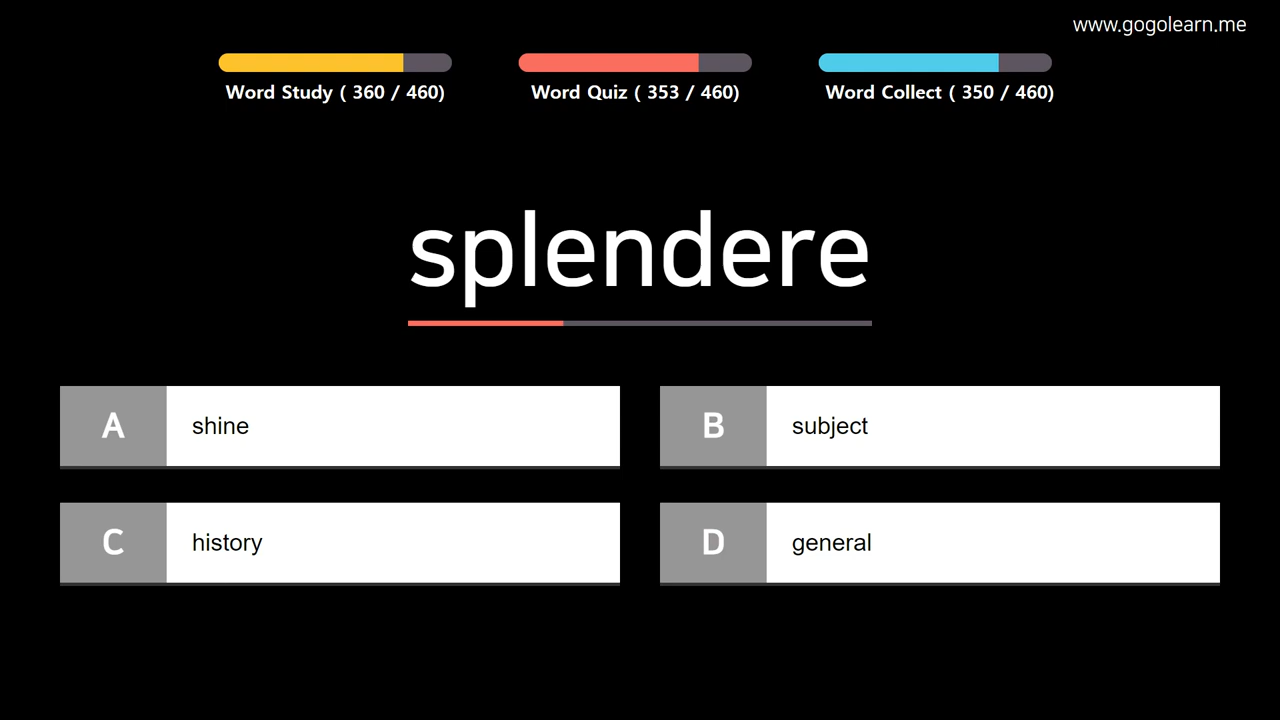 www.gogolearn.me
Word Study ( 360 / 460)
Word Quiz ( 353 / 460)
Word Collect ( 350 / 460)
splendere
A shine
B subject
C history
D general